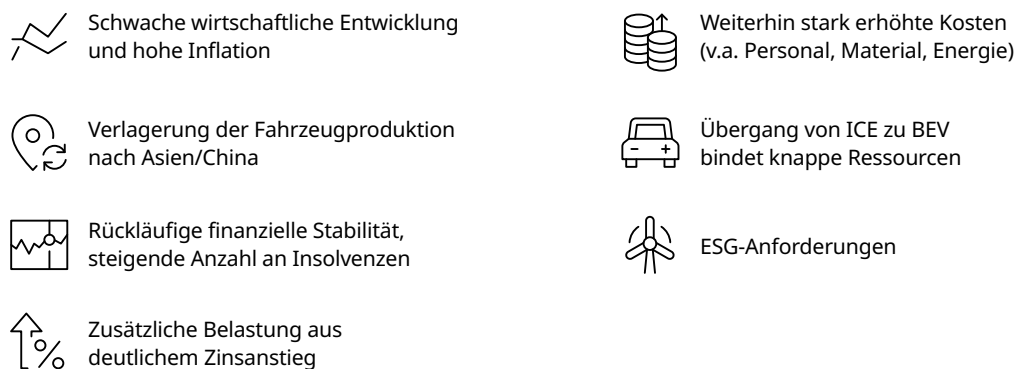 Schwache wirtschaftliche Entwicklung
und hohe Inflation
Verlagerung der Fahrzeugproduktion
nach Asien/China
Rückläufige finanzielle Stabilität,
steigende Anzahl an Insolvenzen
Zusätzliche Belastung aus
deutlichem Zinsanstieg
Weiterhin stark erhöhte Kosten
(v.a. Personal, Material, Energie)
Übergang von ICE zu BEV
bindet knappe Ressourcen
ESG-Anforderungen